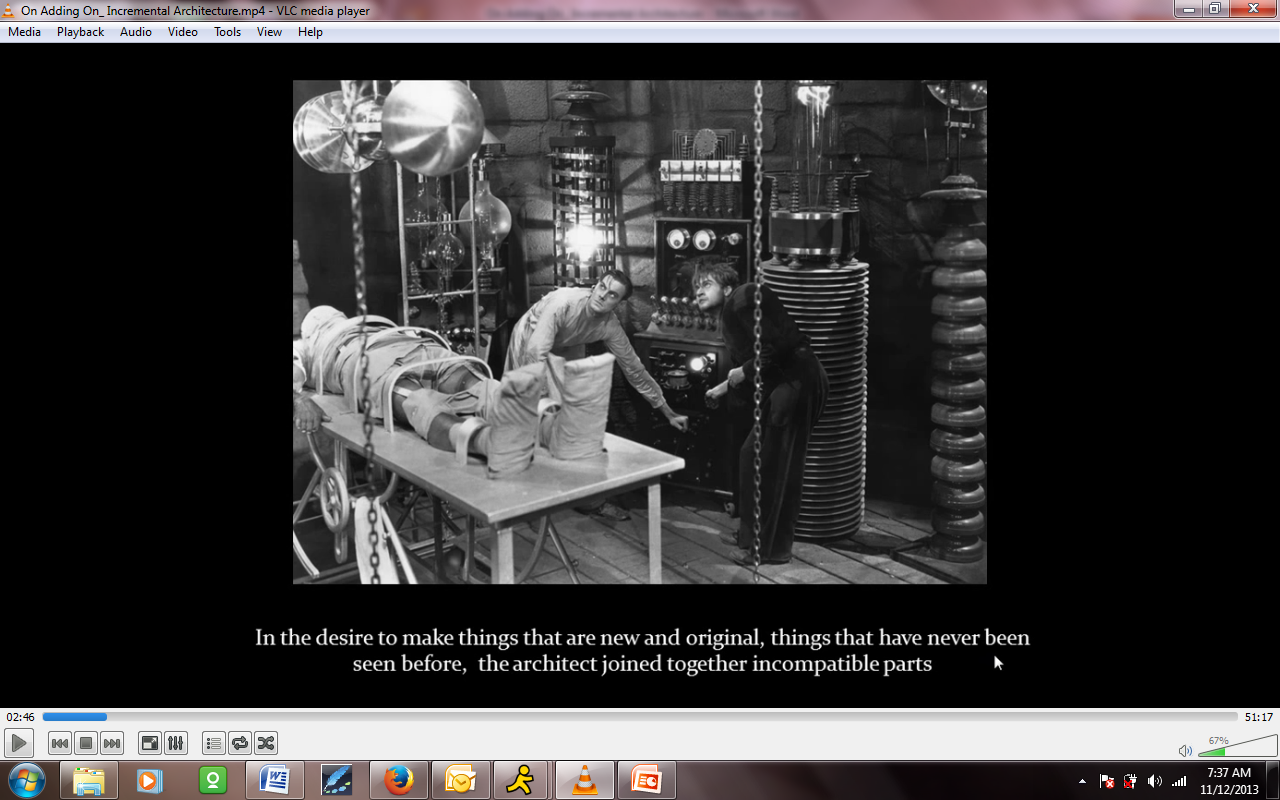 On Adding On_ Incremental Architecture.mp4 - VLC media player
Media Playback Audio Video Tools View Help
In the desire to make things that are new and original, things that have never been
seen before, the architect joined together incompatible parts
02:46 51:17
67%
7:37 AM
11/12/2013